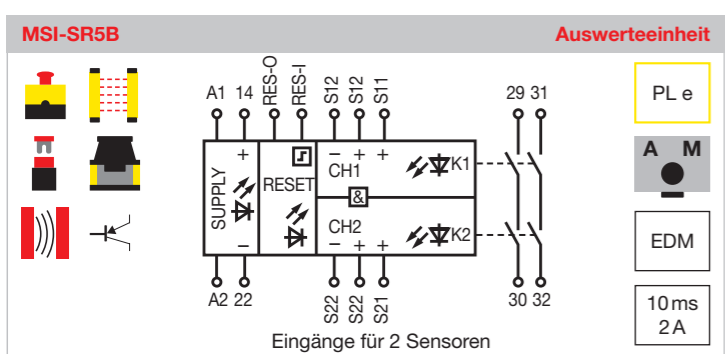 MSI-SR5B Auswerteeinheit
A1 14 RES-O RES-I S12 S12 S11 29 31
+ − + +
SUPPLY
RESET
CH1
K1
&
CH2
K2
− − + +
A2 22 S22 S22 S21 30 32
Eingänge für 2 Sensoren
PL e
A M
EDM
10 ms
2 A